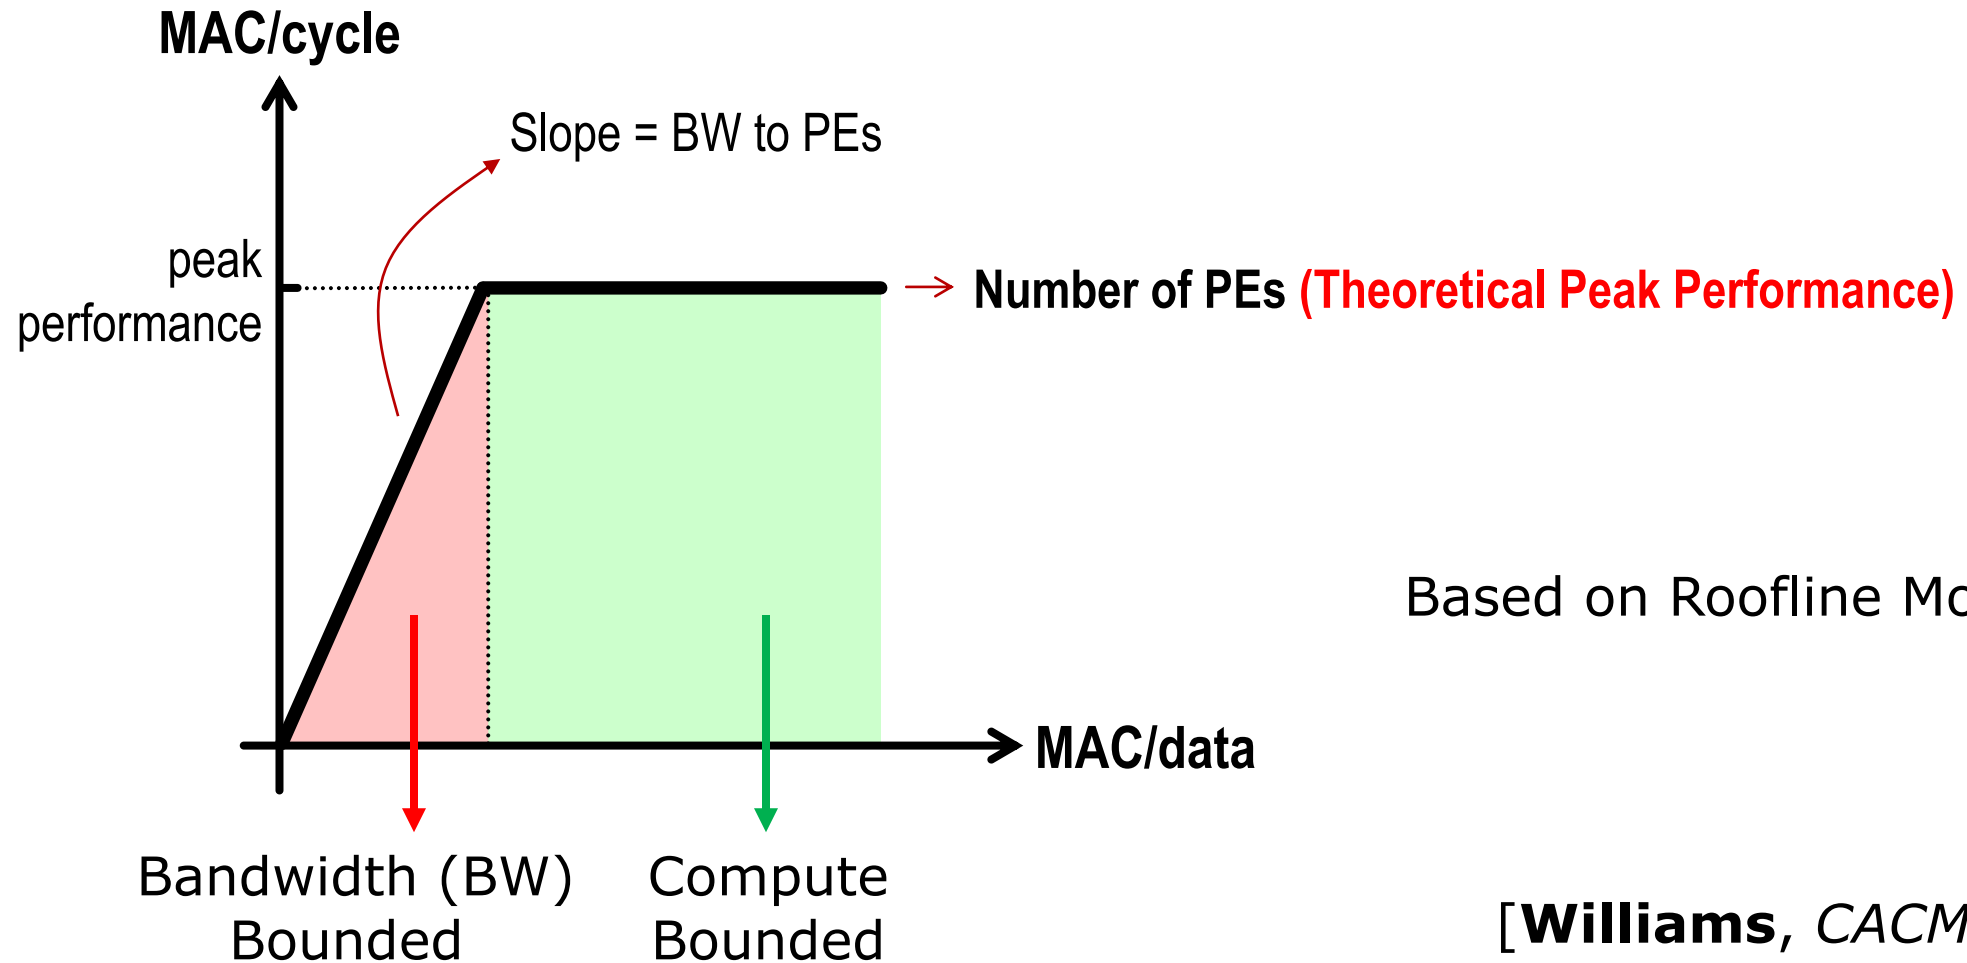 MAC/cycle
Slope = BW to PEs
peak
performance
Number of PEs (Theoretical Peak Performance)
Based on Roofline
MAC/data
Bandwidth (BW)
Bounded
Compute
Bounded
[Williams, CACM